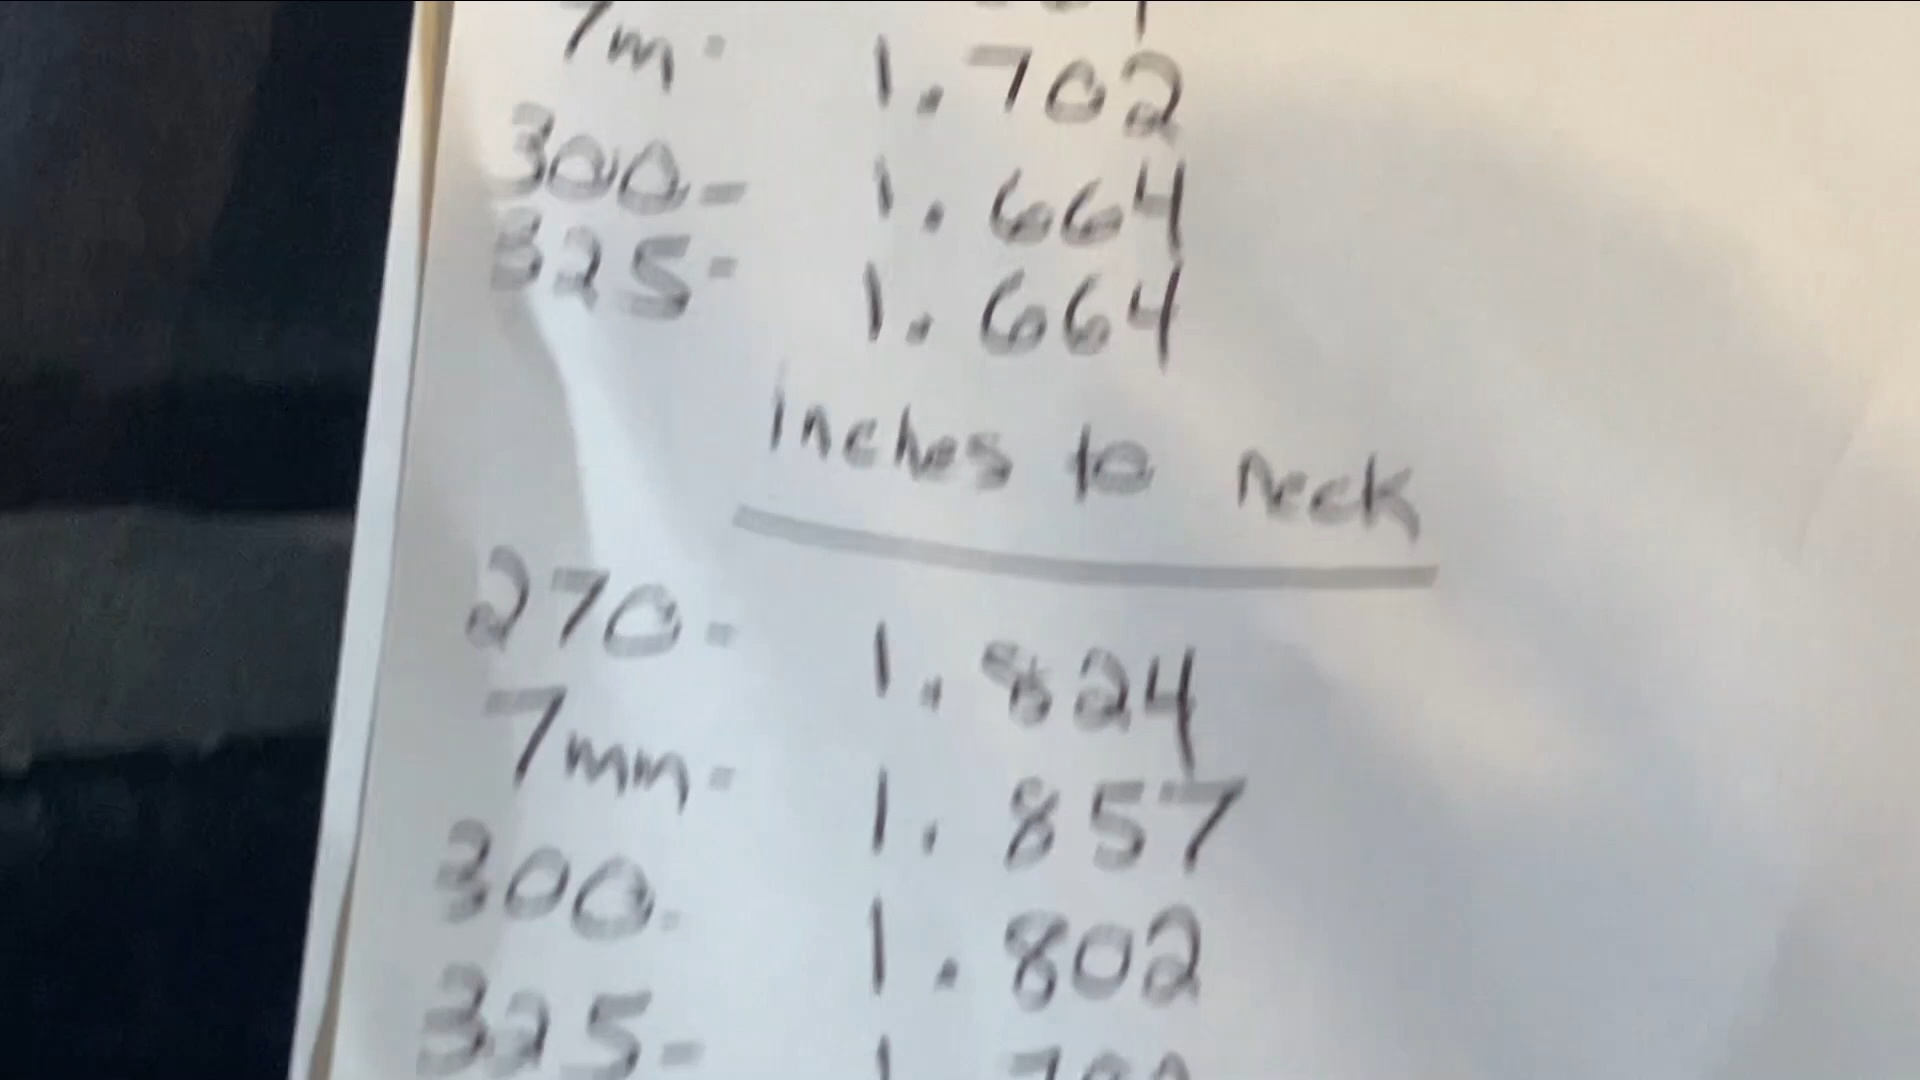 7m= 1.702
300= 1.664
325= 1.664
inches to neck
270= 1.824
7mm= 1.857
300= 1.802
325= 1.